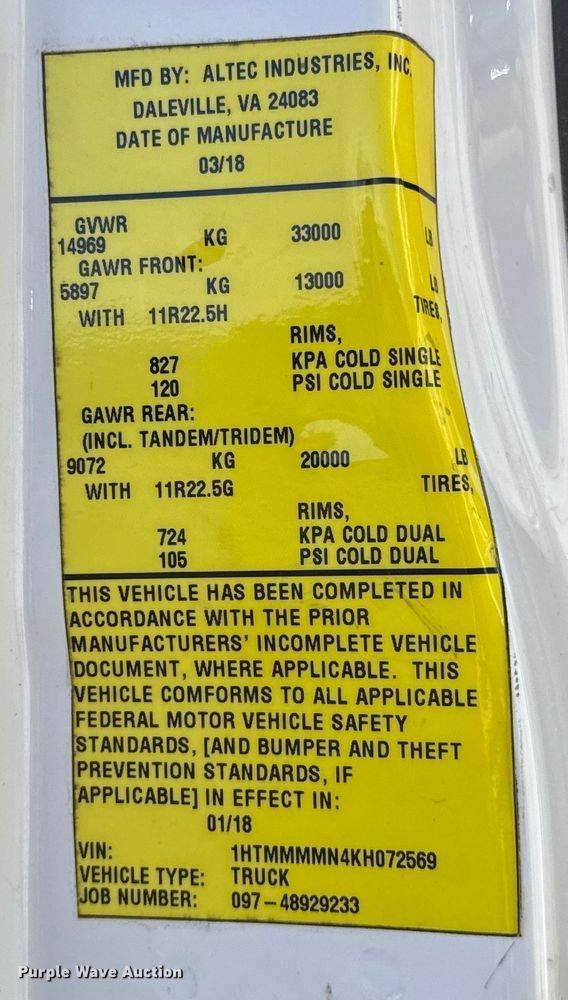 MFD BY: ALTEC INDUSTRIES, INC.
DALEVILLE, VA 24083
DATE OF MANUFACTURE
03/18
GVWR
14969 KG 33000 LB
GAWR FRONT:
5897 KG 13000 LB
WITH 11R22.5H TIRES,
RIMS,
827 KPA COLD SINGLE
120 PSI COLD SINGLE
GAWR REAR:
(INCL. TANDEM/TRIDEM)
9072 KG 20000 LB
WITH 11R22.5G TIRES,
RIMS,
724 KPA COLD DUAL
105 PSI COLD DUAL
THIS VEHICLE HAS BEEN COMPLETED IN
ACCORDANCE WITH THE PRIOR
MANUFACTURERS' INCOMPLETE VEHICLE
DOCUMENT, WHERE APPLICABLE. THIS
VEHICLE COMFORMS TO ALL APPLICABLE
FEDERAL MOTOR VEHICLE SAFETY
STANDARDS, [AND BUMPER AND THEFT
PREVENTION STANDARDS, IF
APPLICABLE] IN EFFECT IN:
01/18
VIN: 1HTMMMMN4KH072569
VEHICLE TYPE: TRUCK
JOB NUMBER: 097-48929233
Purple Wave Auction